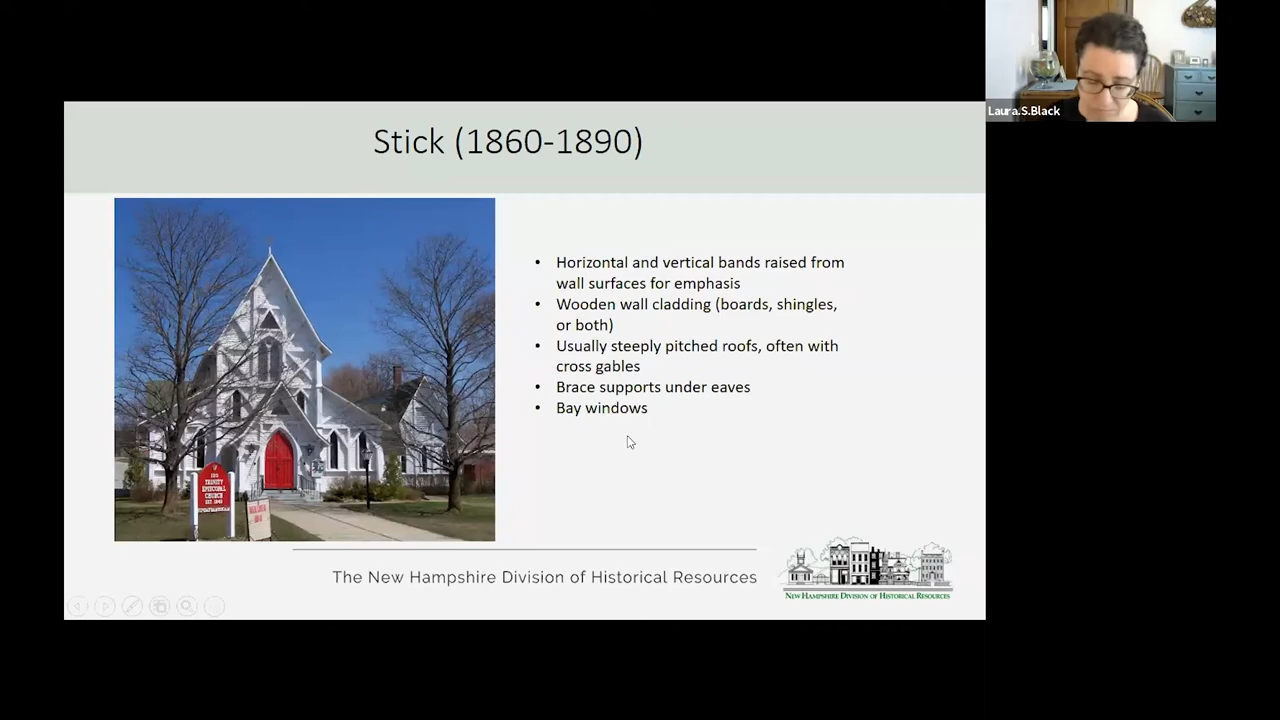 Laura.S.Black
Stick (1860-1890)
• Horizontal and vertical bands raised from
wall surfaces for emphasis
• Wooden wall cladding (boards, shingles,
or both)
• Usually steeply pitched roofs, often with
cross gables
• Brace supports under eaves
• Bay windows
TRINITY
EPISCOPAL
CHURCH
The New Hampshire Division of Historical Resources
NEW HAMPSHIRE DIVISION OF HISTORICAL RESOURCES